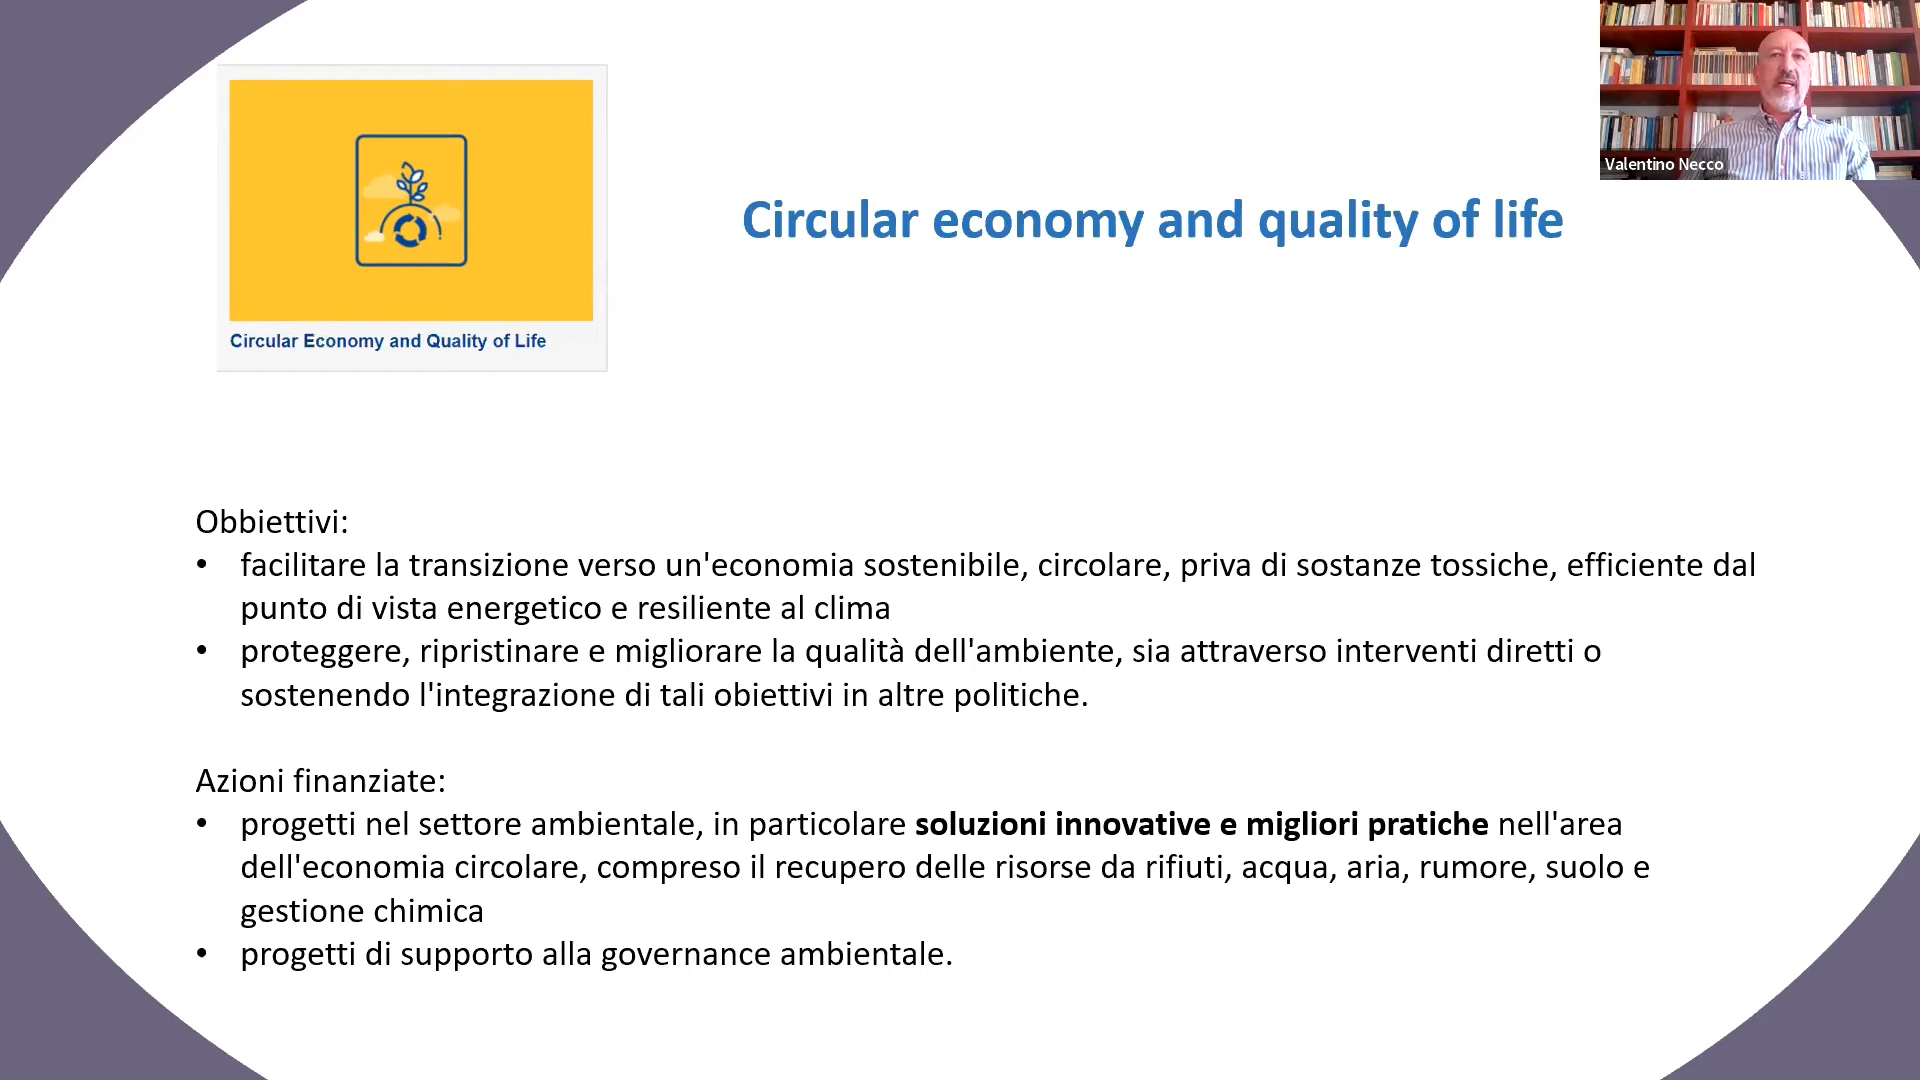 Valentino Necco
Circular economy and quality of life
Circular Economy and Quality of Life
Obbiettivi:
• facilitare la transizione verso un'economia sostenibile, circolare, priva di sostanze tossiche, efficiente dal
punto di vista energetico e resiliente al clima
• proteggere, ripristinare e migliorare la qualità dell'ambiente, sia attraverso interventi diretti o
sostenendo l'integrazione di tali obiettivi in altre politiche.
Azioni finanziate:
• progetti nel settore ambientale, in particolare soluzioni innovative e migliori pratiche nell'area
dell'economia circolare, compreso il recupero delle risorse da rifiuti, acqua, aria, rumore, suolo e
gestione chimica
• progetti di supporto alla governance ambientale.